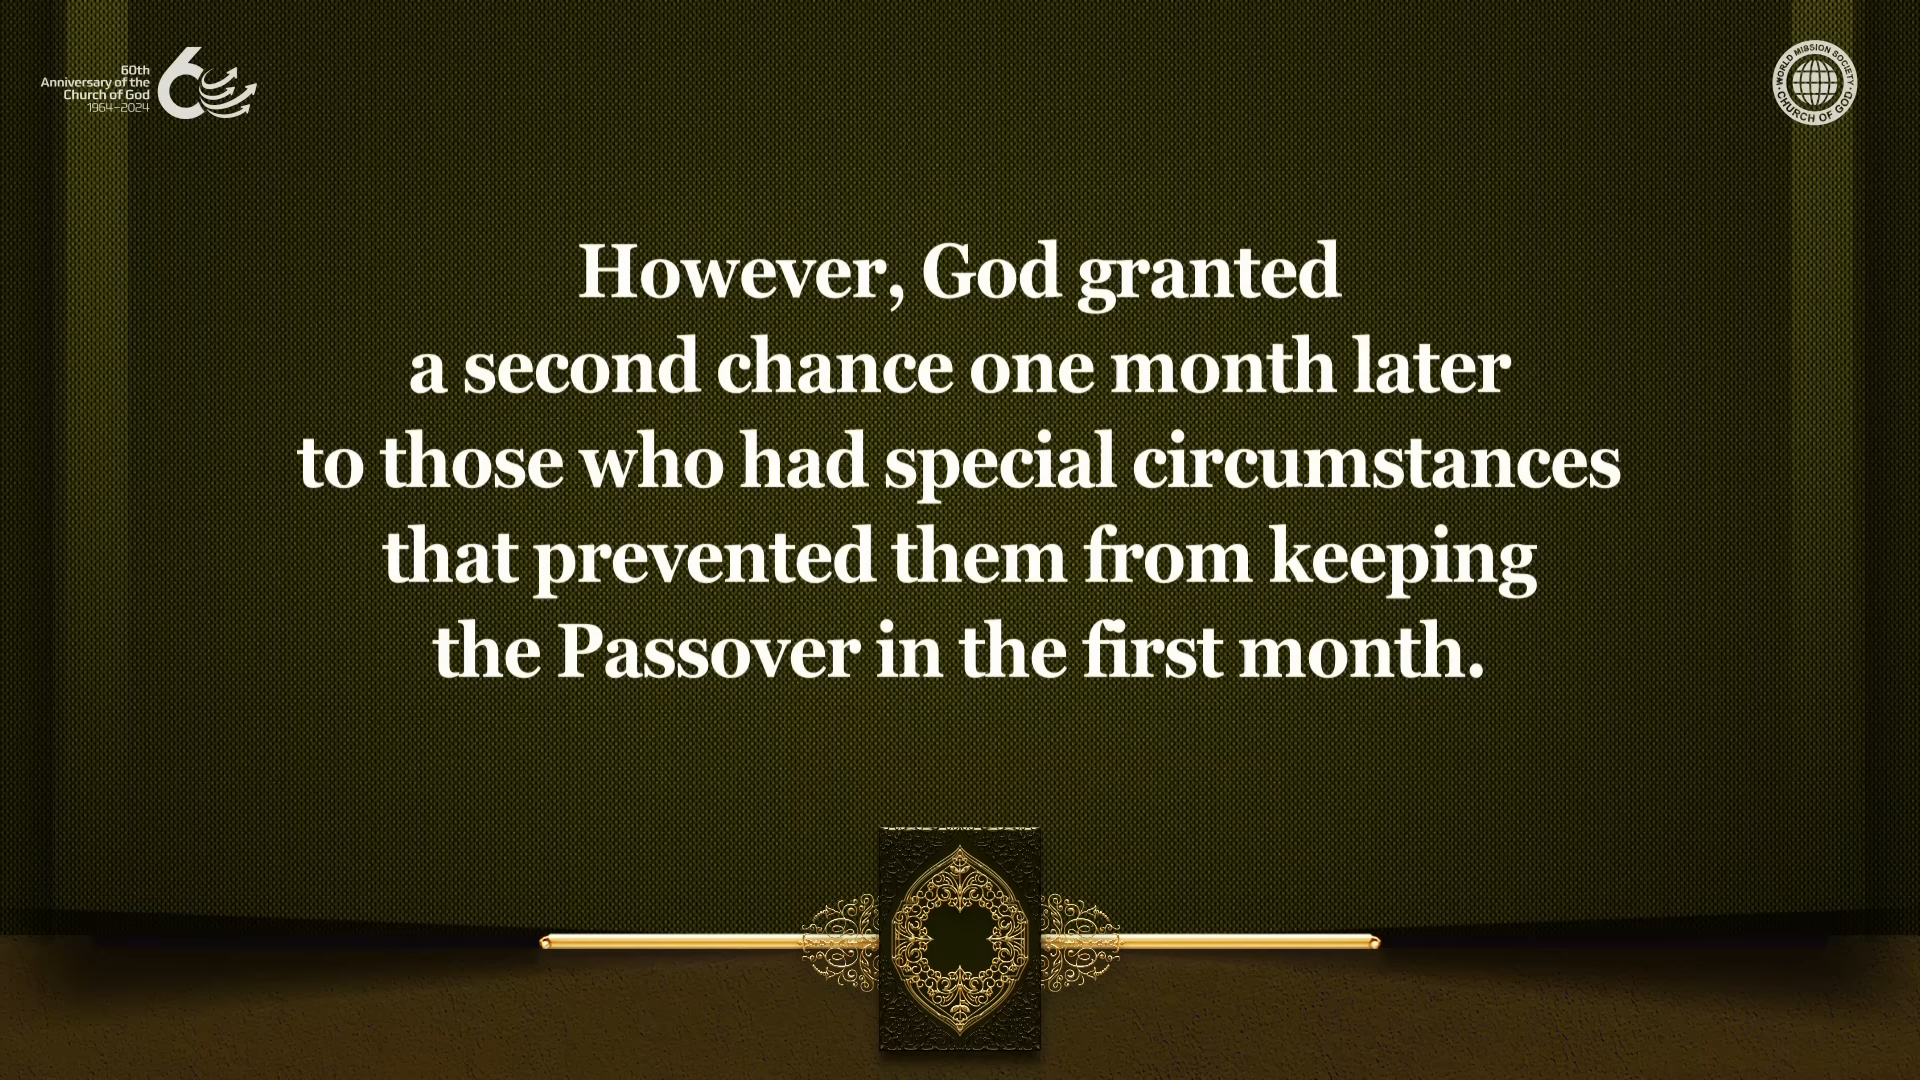 60th
Anniversary of the
Church of God
1964–2024
60
WORLD MISSION SOCIETY
CHURCH OF GOD
However, God granted
a second chance one month later
to those who had special circumstances
that prevented them from keeping
the Passover in the first month.